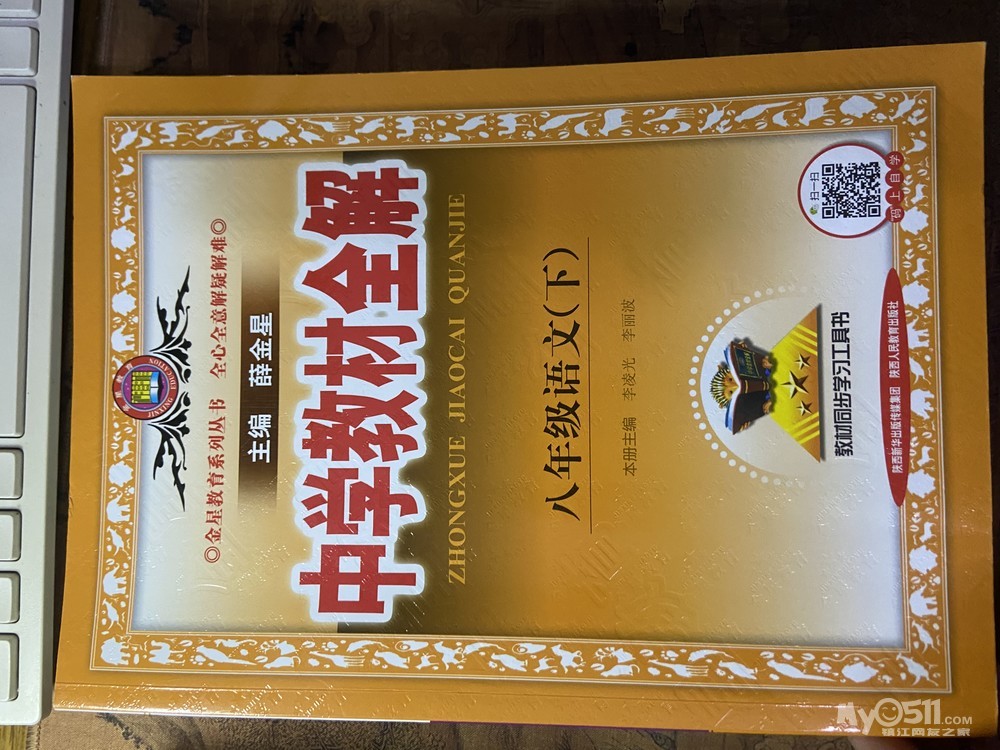 JINXING EDUCATION
◎金星教育系列丛书 全心全意解疑解难◎
主编 薛金星
中学教材全解
ZHONGXUE JIAOCAI QUANJIE
八年级语文(下)
本册主编 李凌光 李丽波
教材同步学习工具书
陕西新华出版传媒集团 陕西人民教育出版社
扫一扫
码上自学
My0511.COM
镇江网友之家